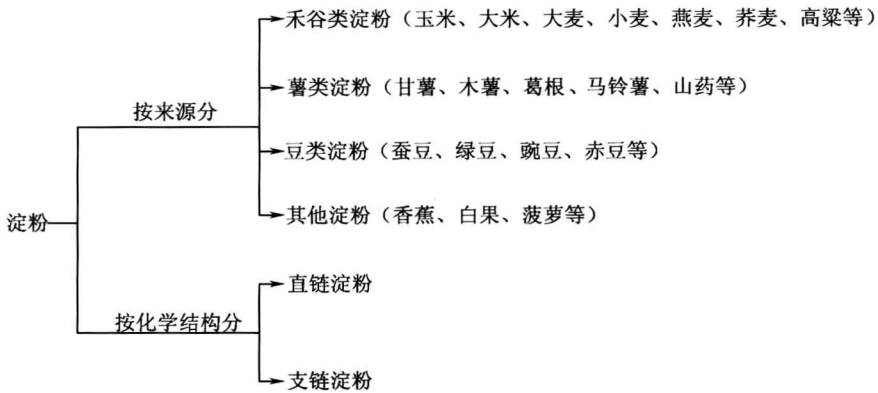 禾谷类淀粉（玉米、大米、大麦、小麦、燕麦、荞麦、高粱等）
薯类淀粉（甘薯、木薯、葛根、马铃薯、山药等）
按来源分
豆类淀粉（蚕豆、绿豆、豌豆、赤豆等）
其他淀粉（香蕉、白果、菠萝等）
淀粉
直链淀粉
按化学结构分
支链淀粉